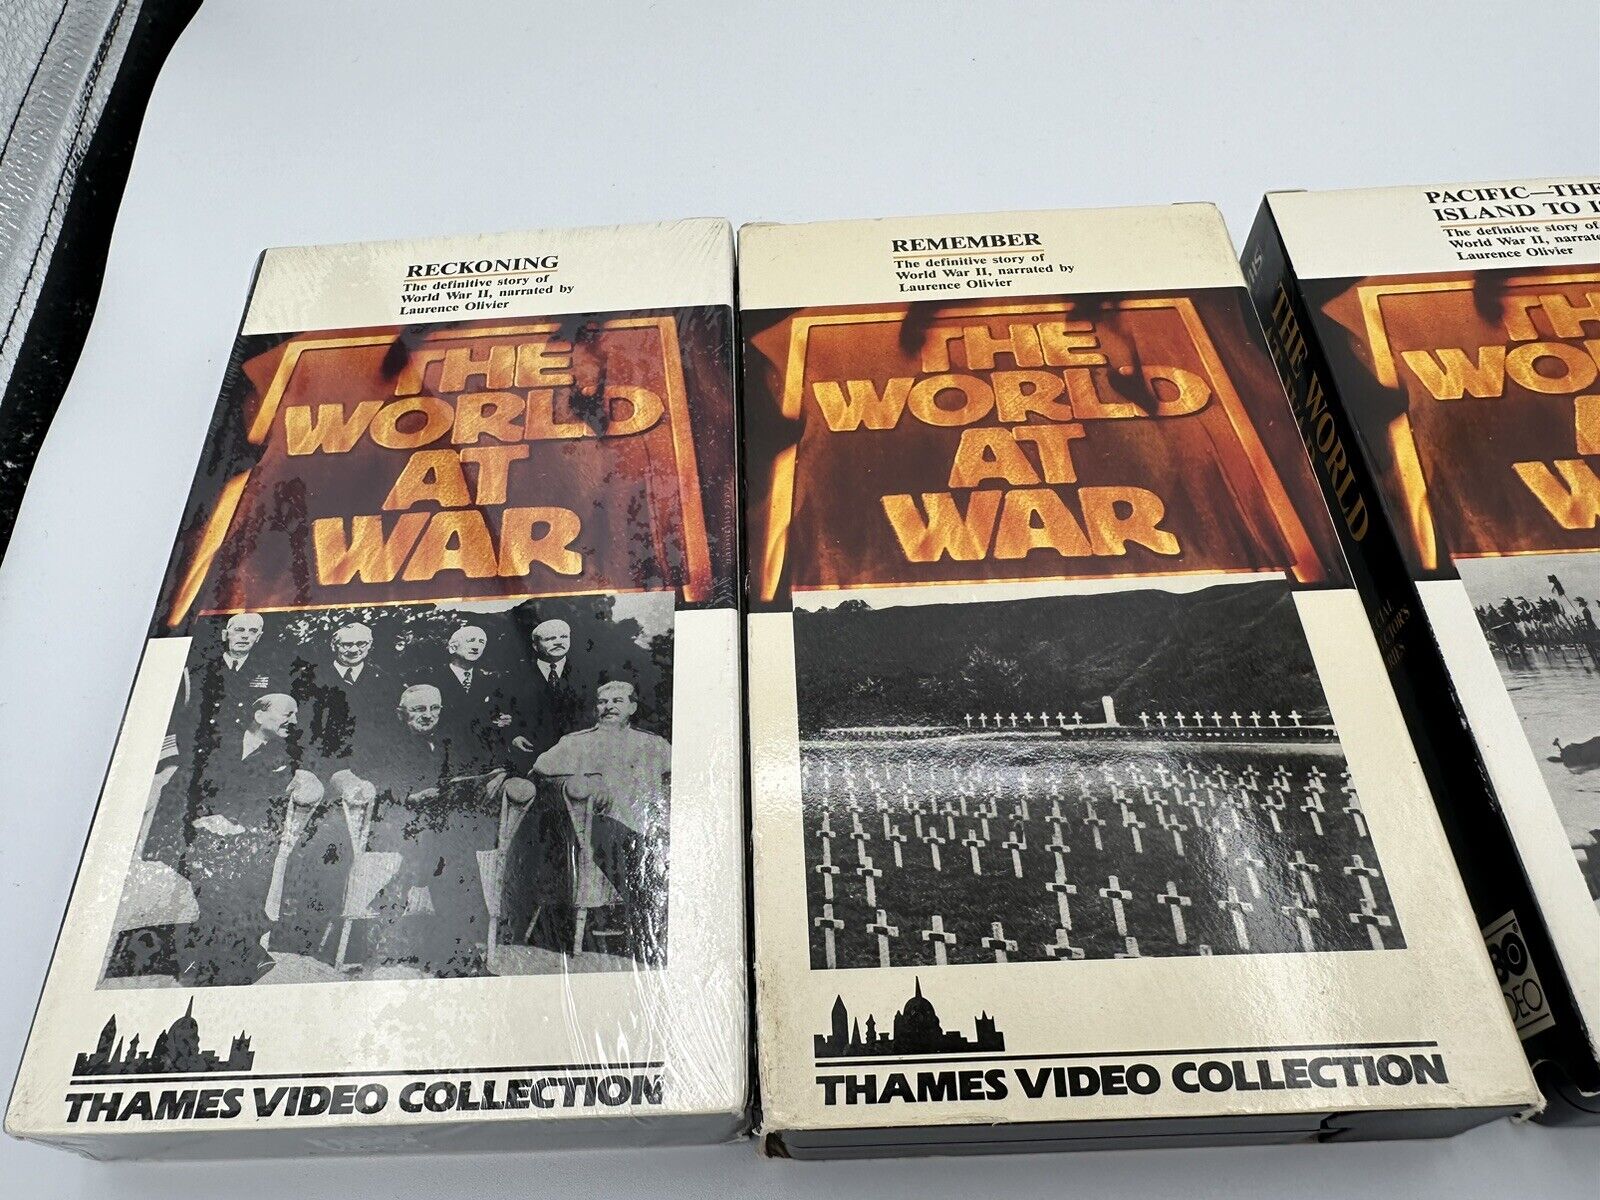 RECKONING
The definitive story of
World War II, narrated by
Laurence Olivier
THE
WORLD
AT
WAR
THAMES VIDEO COLLECTION
REMEMBER
The definitive story of
World War II, narrated by
Laurence Olivier
THE
WORLD
AT
WAR
THAMES VIDEO COLLECTION
THE WORLD
PACIFIC—THE
ISLAND TO
The definitive story of
World War II,
Laurence Olivier